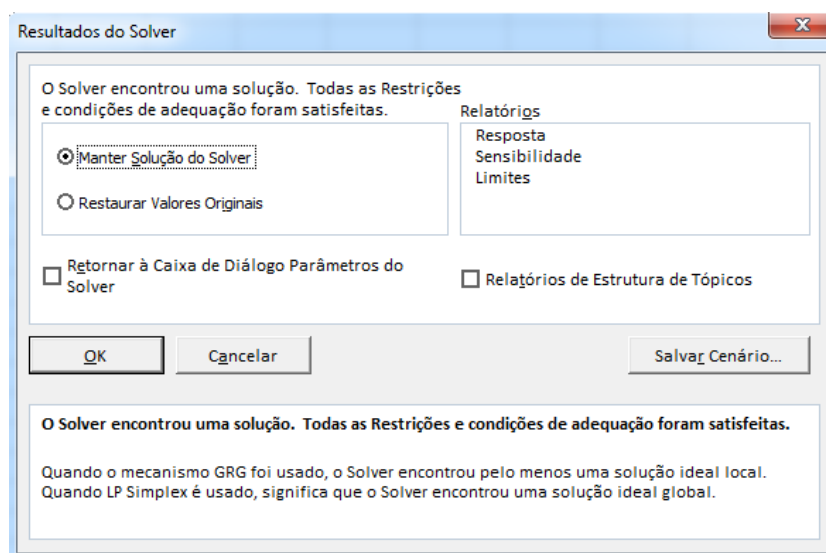 Resultados do Solver
O Solver encontrou uma solução. Todas as Restrições
e condições de adequação foram satisfeitas.
Relatórios
Manter Solução do Solver
Restaurar Valores Originais
Resposta
Sensibilidade
Limites
Retornar à Caixa de Diálogo Parâmetros do
Solver
Relatórios de Estrutura de Tópicos
OK
Cancelar
Salvar Cenário...
O Solver encontrou uma solução. Todas as Restrições e condições de adequação foram satisfeitas.
Quando o mecanismo GRG foi usado, o Solver encontrou pelo menos uma solução ideal local.
Quando LP Simplex é usado, significa que o Solver encontrou uma solução ideal global.